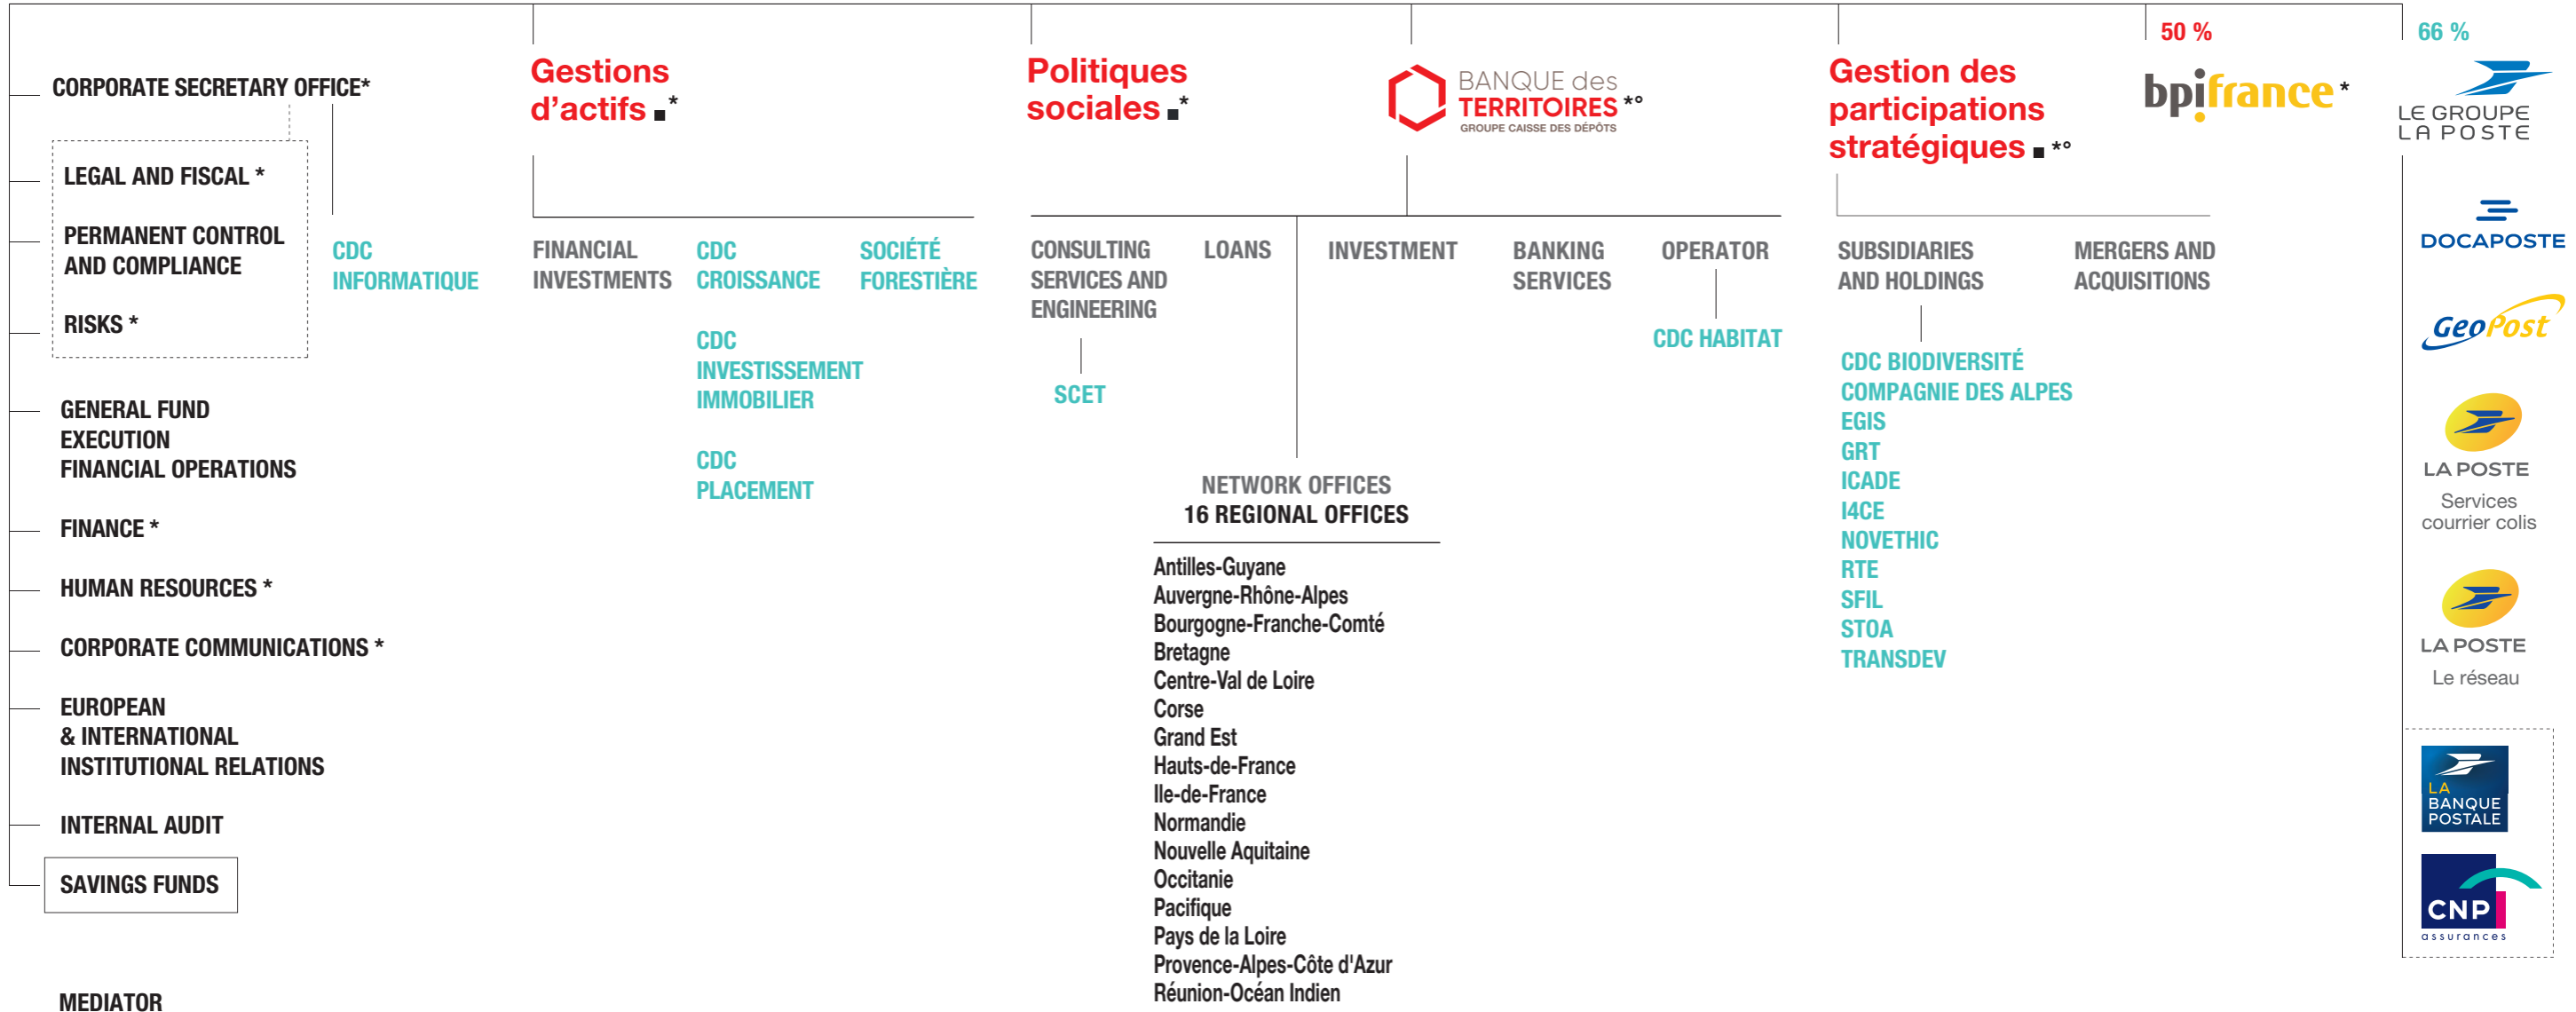 CORPORATE SECRETARY OFFICE*
LEGAL AND FISCAL *
PERMANENT CONTROL
AND COMPLIANCE
RISKS *
CDC
INFORMATIQUE
GENERAL FUND
EXECUTION
FINANCIAL OPERATIONS
FINANCE *
HUMAN RESOURCES *
CORPORATE COMMUNICATIONS *
EUROPEAN
& INTERNATIONAL
INSTITUTIONAL RELATIONS
INTERNAL AUDIT
SAVINGS FUNDS
MEDIATOR
Gestions
d’actifs ■*
FINANCIAL
INVESTMENTS
CDC
CROISSANCE
CDC
INVESTISSEMENT
IMMOBILIER
CDC
PLACEMENT
SOCIÉTÉ
FORESTIÈRE
Politiques
sociales ■*
BANQUE des
TERRITOIRES *°
GROUPE CAISSE DES DÉPÔTS
CONSULTING
SERVICES AND
ENGINEERING
SCET
LOANS
INVESTMENT
BANKING
SERVICES
OPERATOR
CDC HABITAT
NETWORK OFFICES
16 REGIONAL OFFICES
Antilles-Guyane
Auvergne-Rhône-Alpes
Bourgogne-Franche-Comté
Bretagne
Centre-Val de Loire
Corse
Grand Est
Hauts-de-France
Ile-de-France
Normandie
Nouvelle Aquitaine
Occitanie
Pacifique
Pays de la Loire
Provence-Alpes-Côte d'Azur
Réunion-Océan Indien
Gestion des
participations
stratégiques ■ *°
SUBSIDIARIES
AND HOLDINGS
CDC BIODIVERSITÉ
COMPAGNIE DES ALPES
EGIS
GRT
ICADE
I4CE
NOVETHIC
RTE
SFIL
STOA
TRANSDEV
MERGERS AND
ACQUISITIONS
50 %
bpifrance *
66 %
LE GROUPE
LA POSTE
DOCAPOSTE
GeoPost
LA POSTE
Services
courrier colis
LA POSTE
Le réseau
LA
BANQUE
POSTALE
CNP
assurances